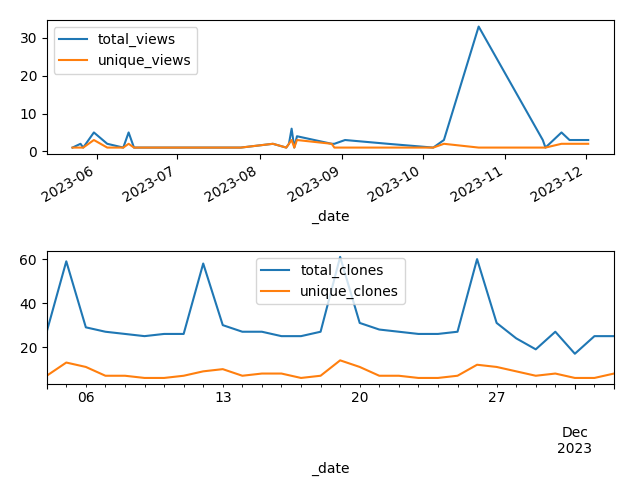 30
20
10
0
total_views
unique_views
2023-06
2023-07
2023-08
2023-09
2023-10
2023-11
2023-12
_date
60
40
20
total_clones
unique_clones
06
13
20
27
Dec
2023
_date